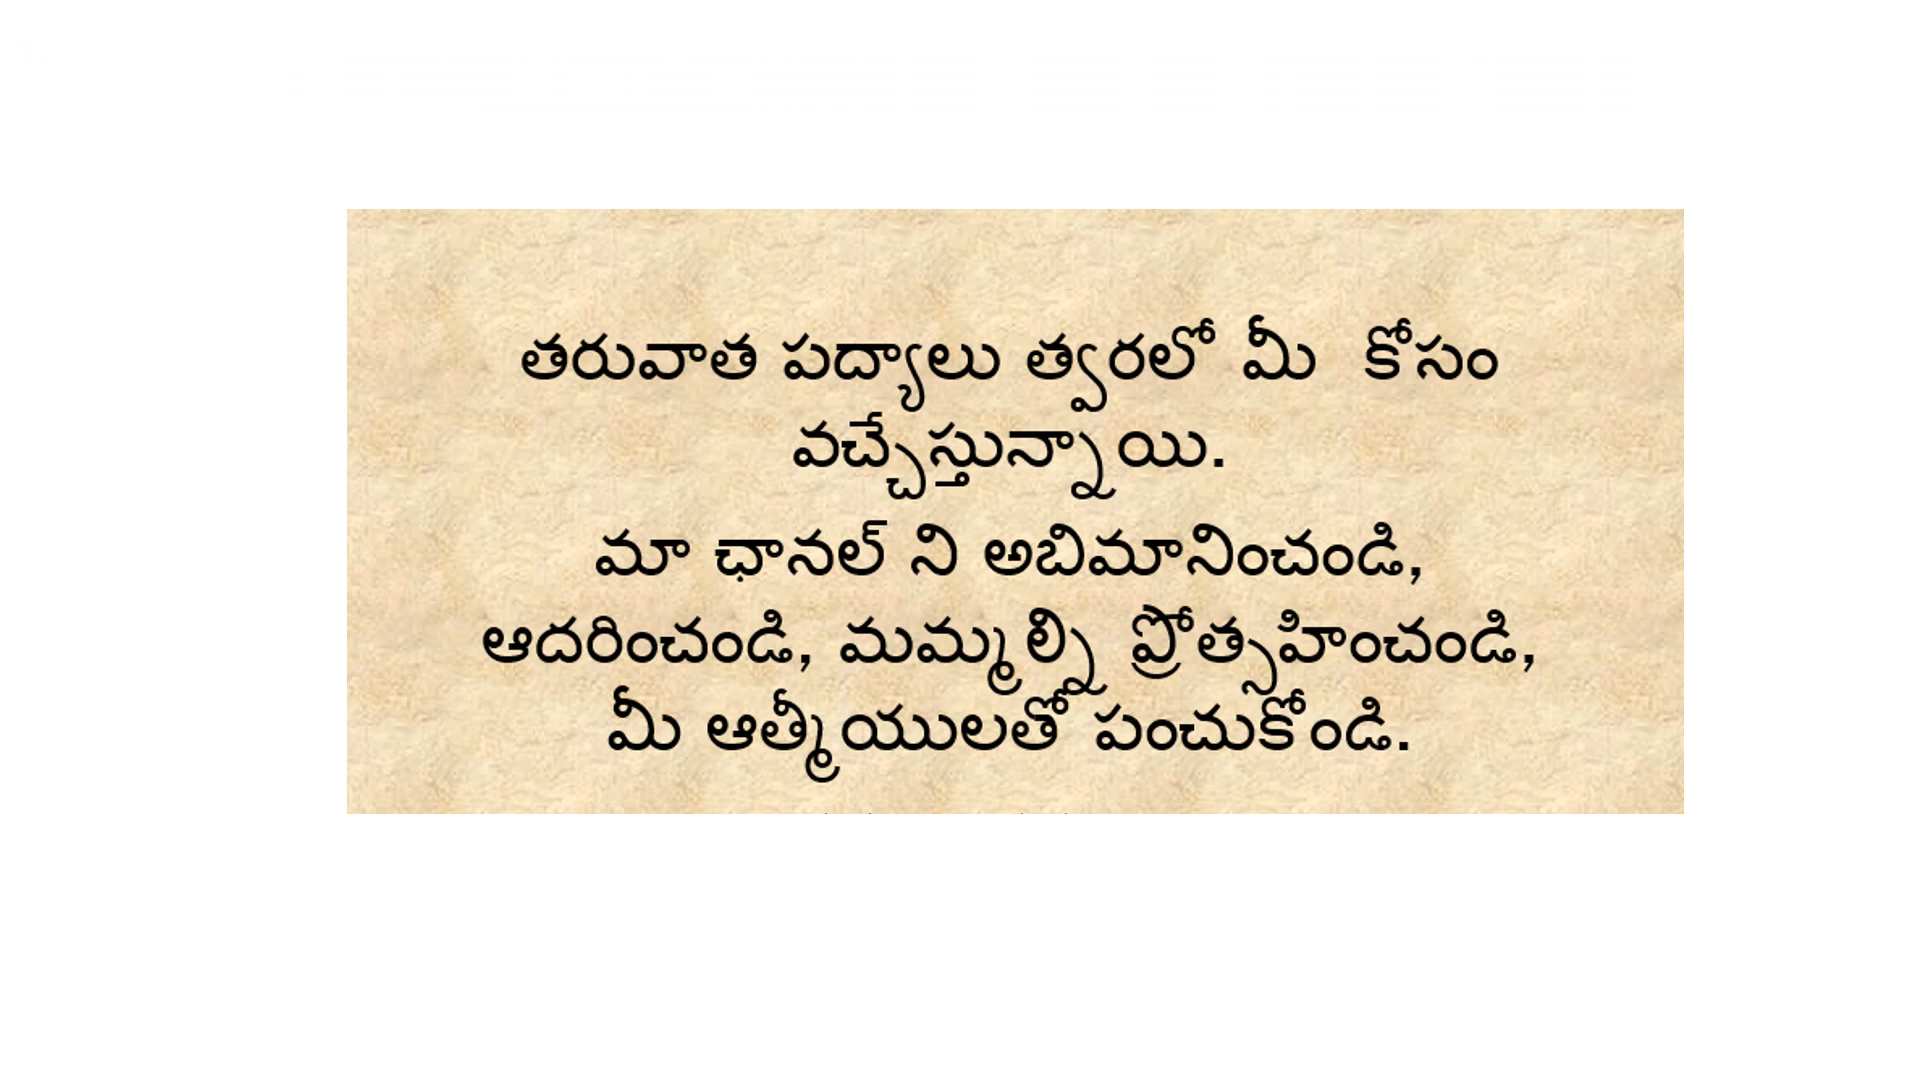 తరువాత పద్యాలు త్వరలో మీ కోసం
వచ్చేస్తున్నాయి.
మా ఛానల్ ని అబిమానించండి,
ఆదరించండి, మమ్మల్ని ప్రోత్సహించండి,
మీ ఆత్మీయులతో పంచుకోండి.